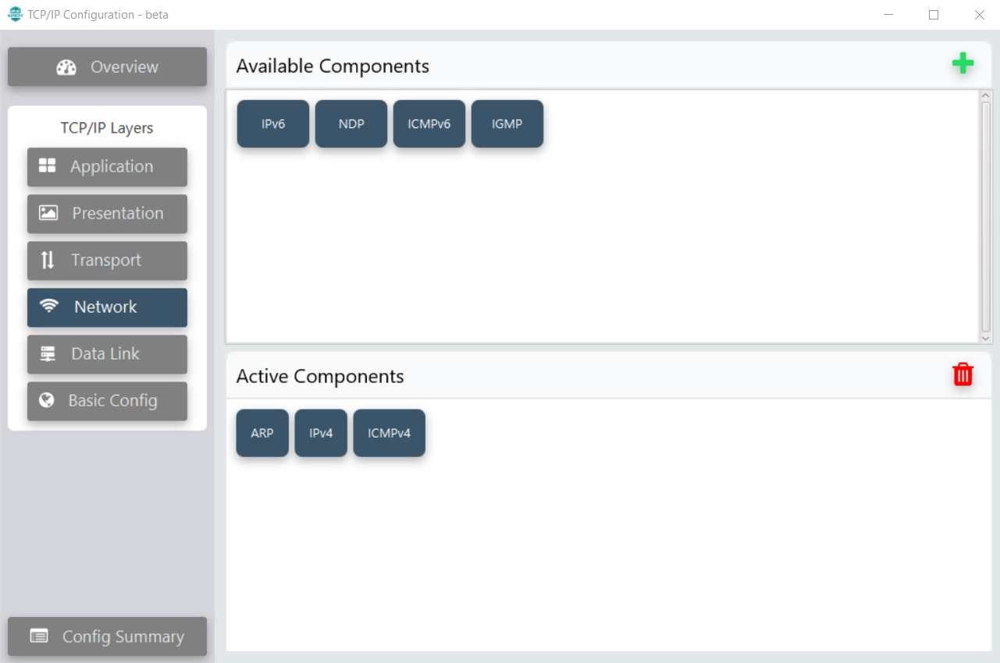 TCP/IP Configuration - beta
Overview
TCP/IP Layers
Application
Presentation
Transport
Network
Data Link
Basic Config
Config Summary
Available Components
IPv6 NDP ICMPv6 IGMP
Active Components
ARP IPv4 ICMPv4